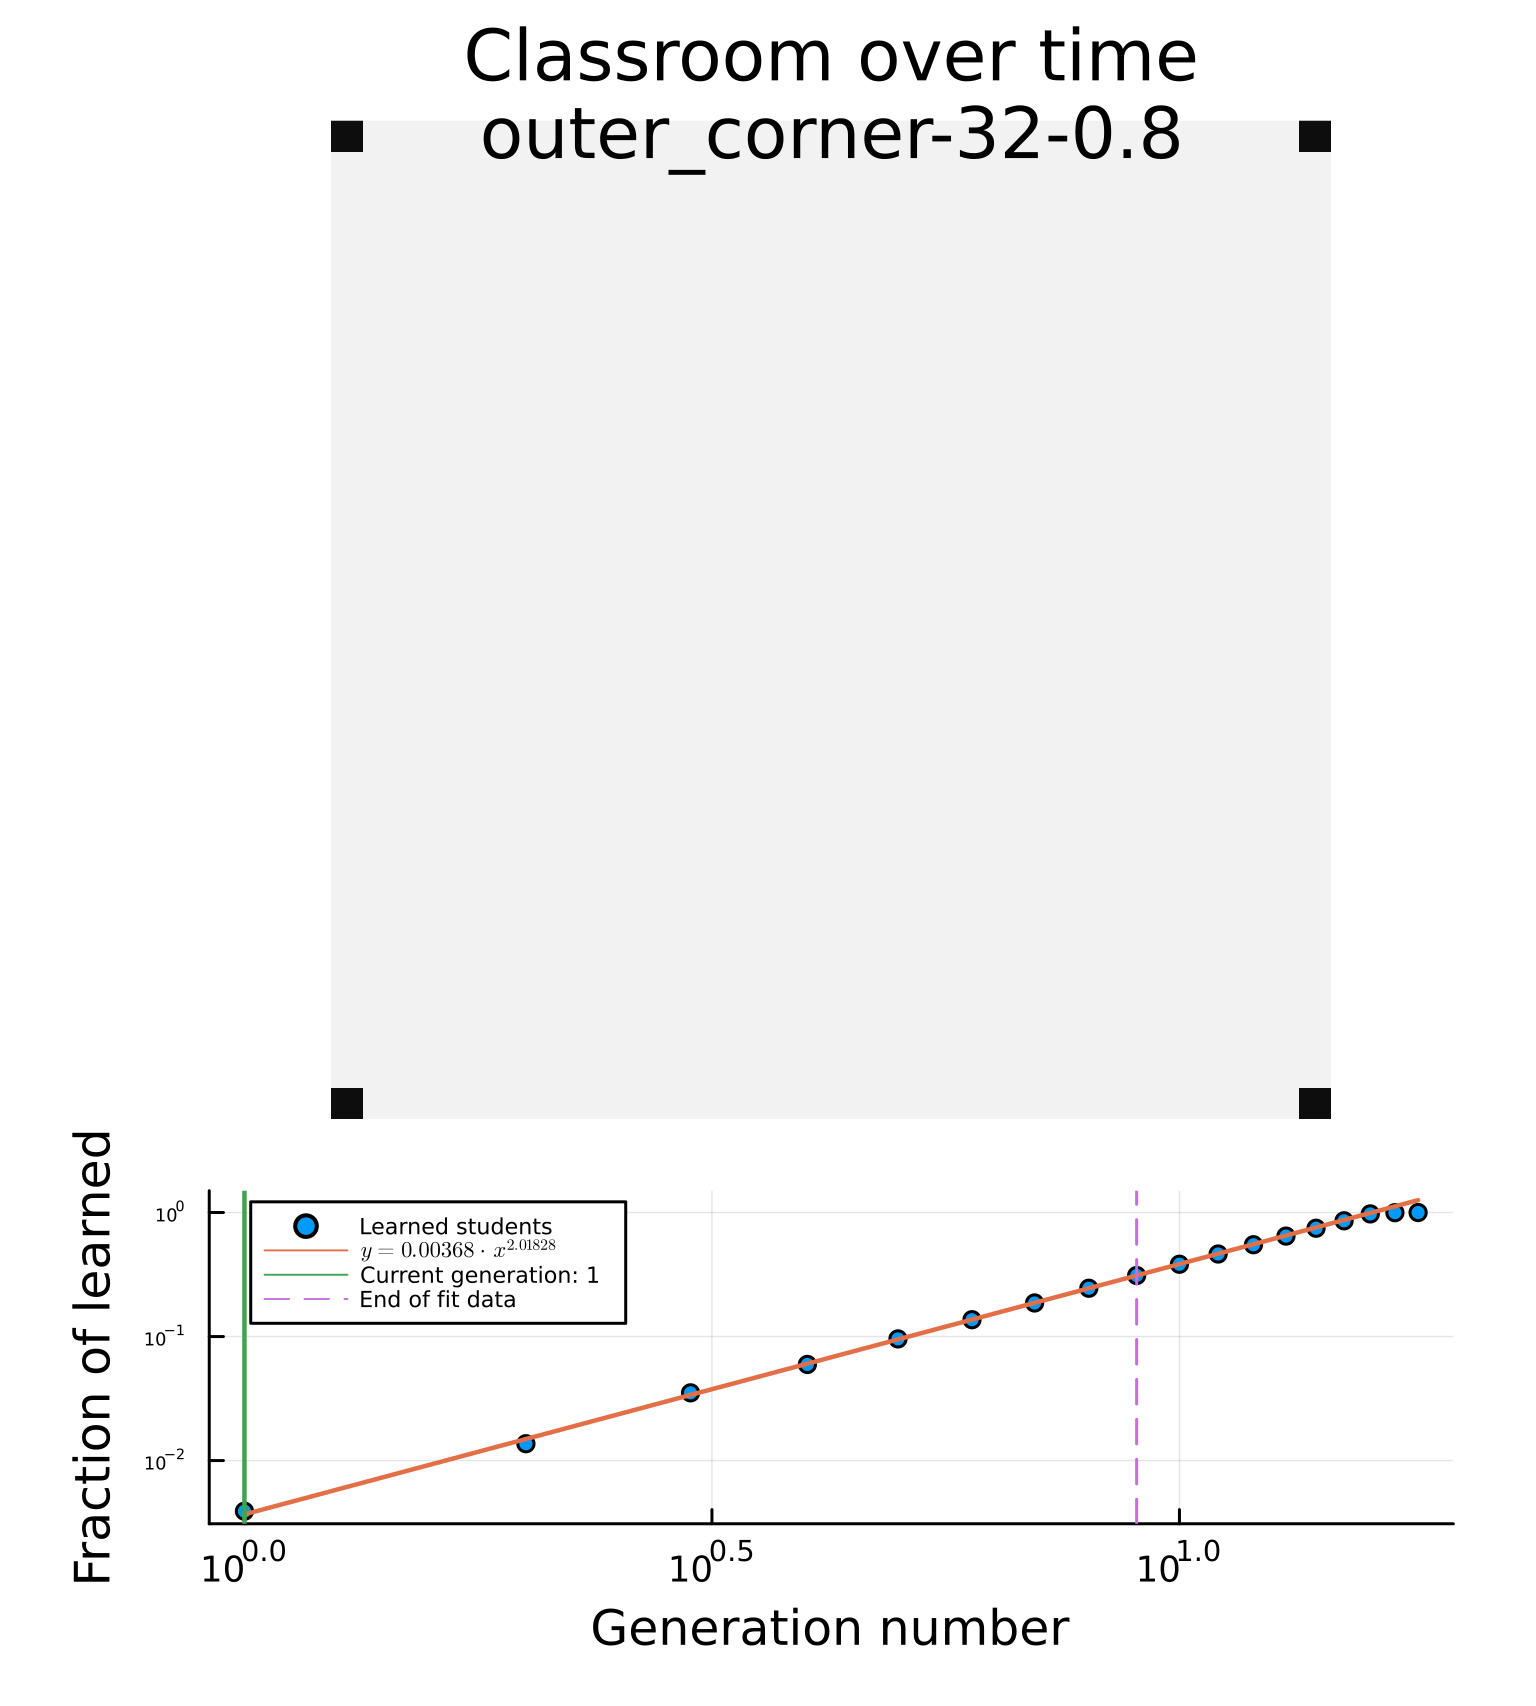 Classroom over time
outer_corner-32-0.8
Fraction of learned
10^0
10^-1
10^-2
Learned students
y = 0.00368 · x^2.01828
Current generation: 1
End of fit data
10^0.0
10^0.5
10^1.0
Generation number